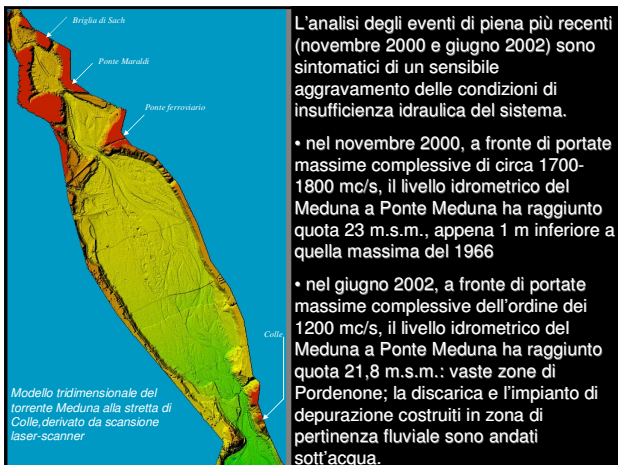 Briglia di Sach
Ponte Maraldi
Ponte ferroviario
Colle
Modello tridimensionale del
torrente Meduna alla stretta di
Colle,derivato da scansione
laser-scanner
L'analisi degli eventi di piena più recenti
(novembre 2000 e giugno 2002) sono
sintomatici di un sensibile
aggravamento delle condizioni di
insufficienza idraulica del sistema.
• nel novembre 2000, a fronte di portate
massime complessive di circa 1700-
1800 mc/s, il livello idrometrico del
Meduna a Ponte Meduna ha raggiunto
quota 23 m.s.m., appena 1 m inferiore a
quella massima del 1966
• nel giugno 2002, a fronte di portate
massime complessive dell'ordine dei
1200 mc/s, il livello idrometrico del
Meduna a Ponte Meduna ha raggiunto
quota 21,8 m.s.m.: vaste zone di
Pordenone; la discarica e l'impianto di
depurazione costruiti in zona di
pertinenza fluviale sono andati
sott'acqua.